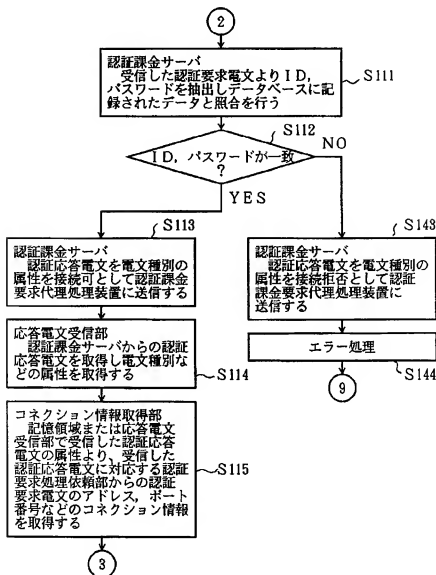 2
認証課金サーバ
受信した認証要求電文よりID,
パスワードを抽出しデータベースに記
録されたデータと照合を行う
S111
S112
ID, パスワードが一致
?
NO
YES
S113
認証課金サーバ
認証応答電文を電文種別の
属性を接続可として認証課金
要求代理処理装置に送信する
S143
認証課金サーバ
認証応答電文を電文種別の
属性を接続拒否として認証
課金要求代理処理装置に
送信する
応答電文受信部
認証課金サーバからの認証
応答電文を取得し電文種別な
どの属性を取得する
S114
エラー処理
S144
9
コネクション情報取得部
記憶領域または応答電文
受信部で受信した認証応答
電文の属性より、受信した
認証応答電文に対応する認証
要求処理依頼部からの認証
要求電文のアドレス, ポート
番号などのコネクション情報
を取得する
S115
3